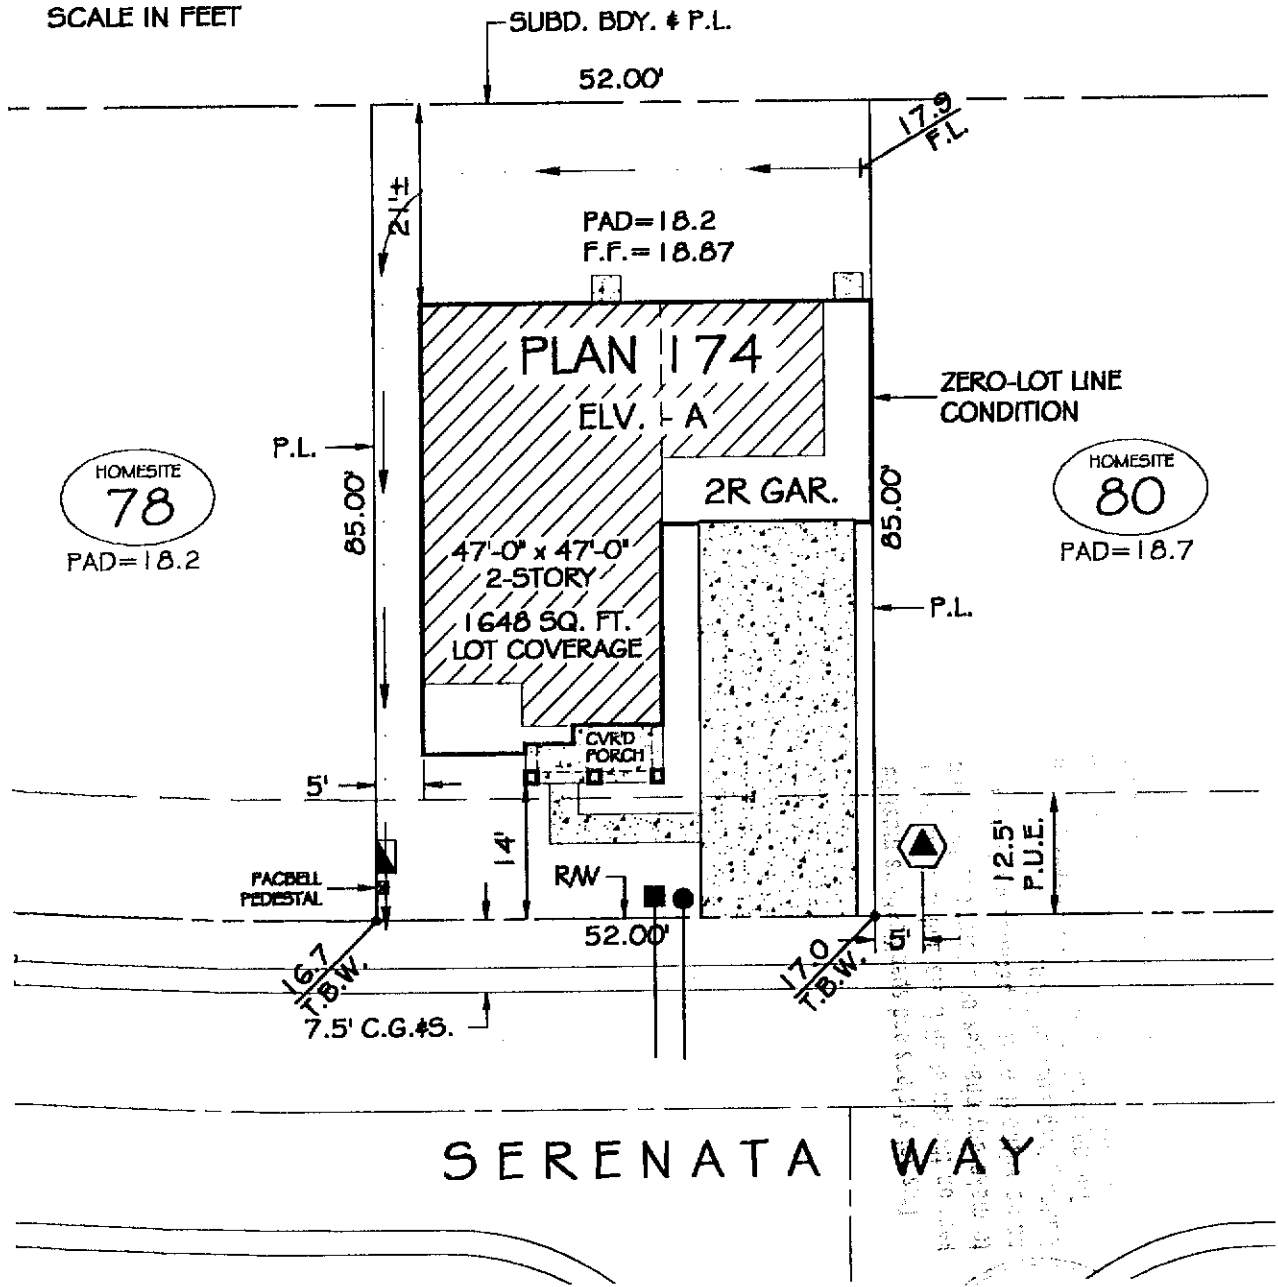 SCALE IN FEET
SUBD. BDY. & P.L.
52.00'
17.9
F.L.
21'±
PAD=18.2
F.F.=18.87
PLAN 174
ELV. - A
ZERO-LOT LINE
CONDITION
P.L.
HOMESITE
78
PAD=18.2
85.00'
2R GAR.
85.00'
HOMESITE
80
PAD=18.7
47'-0" x 47'-0"
2-STORY
1648 SQ. FT.
LOT COVERAGE
P.L.
CVR'D
PORCH
5'
14'
12.5'
P.U.E.
PACBELL
PEDESTAL
R/W
52.00'
5'
16.7
T.B.W.
17.0
T.B.W.
7.5' C.G.&S.
SERENATA WAY